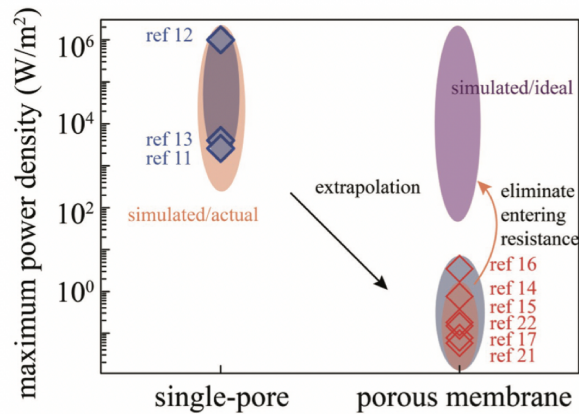 maximum power density (W/m²)
10⁶
10⁴
10²
10⁰
ref 12
ref 13
ref 11
simulated/actual
extrapolation
simulated/ideal
eliminate
entering
resistance
ref 16
ref 14
ref 15
ref 22
ref 17
ref 21
single-pore
porous membrane